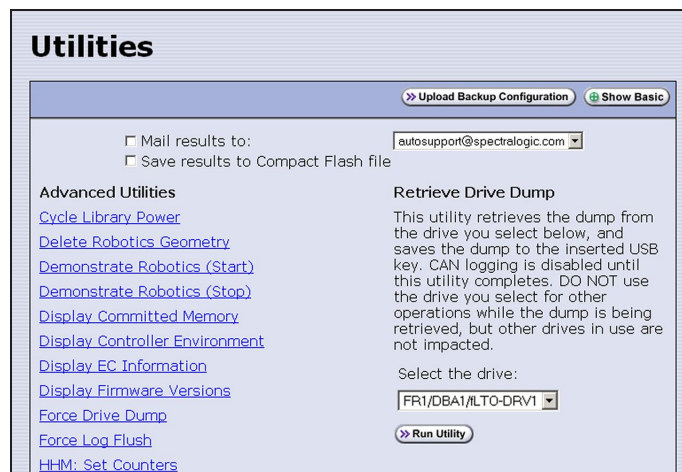 Utilities
Upload Backup Configuration
Show Basic
Mail results to:
autosupport@spectralogic.com
Save results to Compact Flash file
Advanced Utilities
Cycle Library Power
Delete Robotics Geometry
Demonstrate Robotics (Start)
Demonstrate Robotics (Stop)
Display Committed Memory
Display Controller Environment
Display EC Information
Display Firmware Versions
Force Drive Dump
Force Log Flush
HHM: Set Counters
Retrieve Drive Dump
This utility retrieves the dump from
the drive you select below, and
saves the dump to the inserted USB
key. CAN logging is disabled until
this utility completes. DO NOT use
the drive you select for other
operations while the dump is being
retrieved, but other drives in use are
not impacted.
Select the drive:
FR1/DBA1/fLTO-DRV1
Run Utility